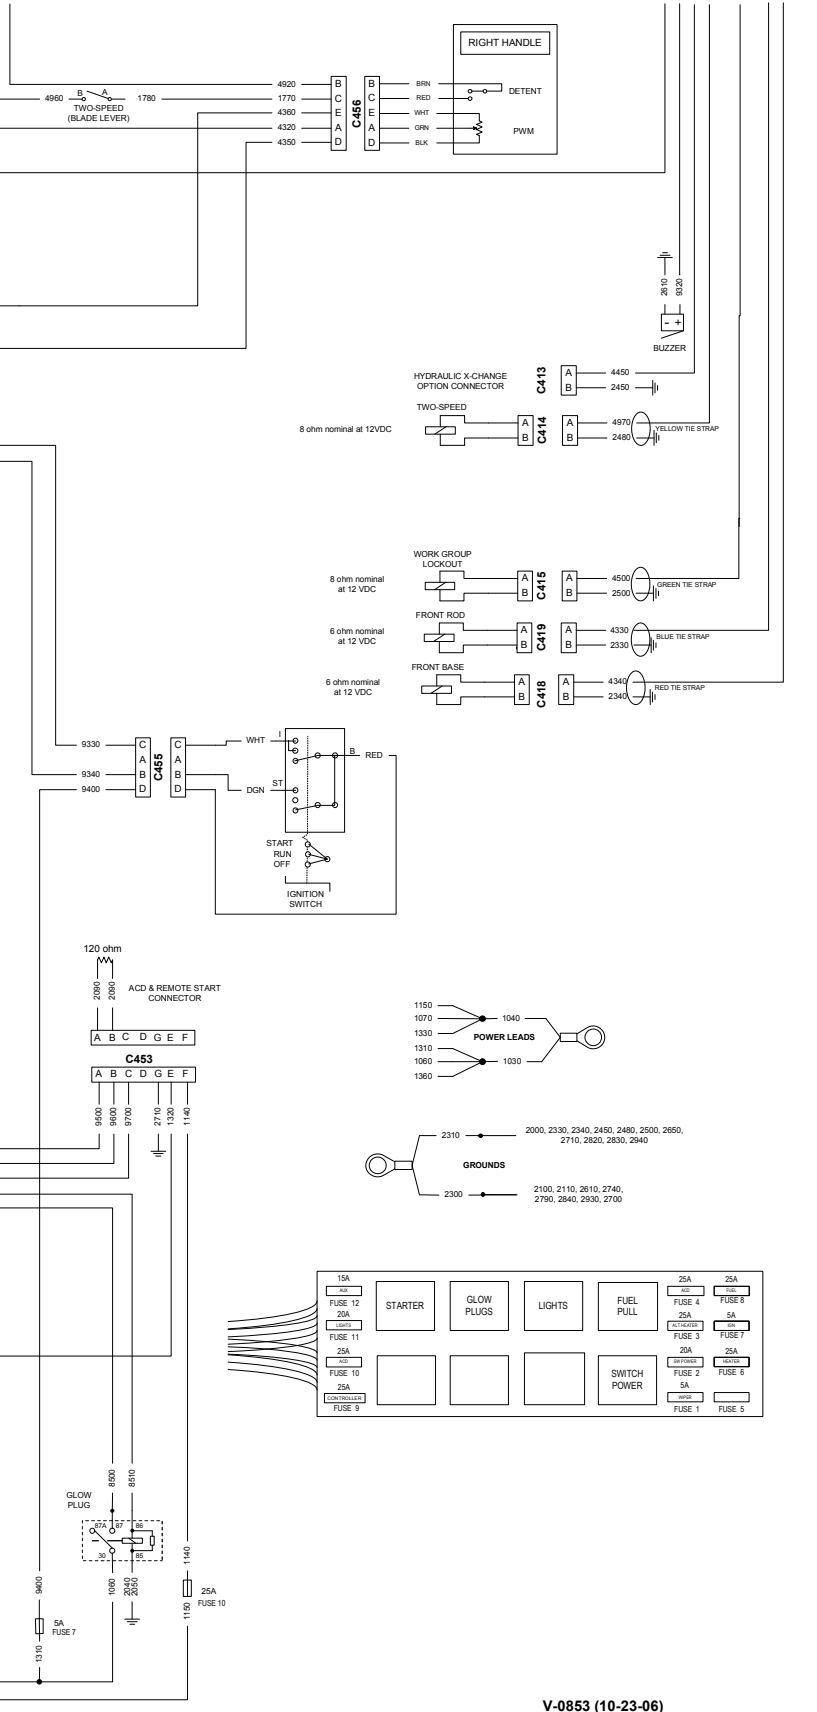 RIGHT HANDLE
4920 B B BRN
4960 B A 1780 1770 C C RED DETENT
TWO-SPEED
(BLADE LEVER)
4360 E C456 E WHT
4320 A A GRN PWM
4350 D D BLK
2610 9320
- +
BUZZER
HYDRAULIC X-CHANGE
OPTION CONNECTOR
C413
A 4450
B 2450
TWO-SPEED
8 ohm nominal at 12VDC
A C414 A 4970
B B 2480
YELLOW TIE STRAP
WORK GROUP
LOCKOUT
8 ohm nominal
at 12 VDC
A C415 A 4500
B B 2500
GREEN TIE STRAP
FRONT ROD
6 ohm nominal
at 12 VDC
A C419 A 4330
B B 2330
BLUE TIE STRAP
FRONT BASE
6 ohm nominal
at 12 VDC
A C418 A 4340
B B 2340
RED TIE STRAP
9330 C C WHT I
A C455 A B RED
9340 B B DGN ST
9400 D D
START
RUN
OFF
IGNITION
SWITCH
120 ohm
2090 2090
ACD & REMOTE START
CONNECTOR
A B C D G E F
C453
A B C D G E F
9500 9600 9700 2710 1320 1140
1150
1070 1040
1330
POWER LEADS
1310
1060 1030
1360
2310 2000, 2330, 2340, 2450, 2480, 2500, 2650,
2710, 2820, 2830, 2940
GROUNDS
2300 2100, 2110, 2610, 2740,
2790, 2840, 2930, 2700
15A
AUX
FUSE 12
20A
LIGHTS
FUSE 11
25A
ACD
FUSE 10
25A
CONTROLLER
FUSE 9
STARTER
GLOW
PLUGS
LIGHTS
FUEL
PULL
SWITCH
POWER
25A 25A
ACD FUEL
FUSE 4 FUSE 8
25A 5A
ALT HEATER IGN
FUSE 3 FUSE 7
20A 25A
SW POWER HEATER
FUSE 2 FUSE 6
5A
WIPER
FUSE 1 FUSE 5
8500 8510
GLOW
PLUG
87A 87 86
30 85
1060 2040 2050
1140
25A
FUSE 10
1150
9400
5A
FUSE 7
1310
V-0853 (10-23-06)